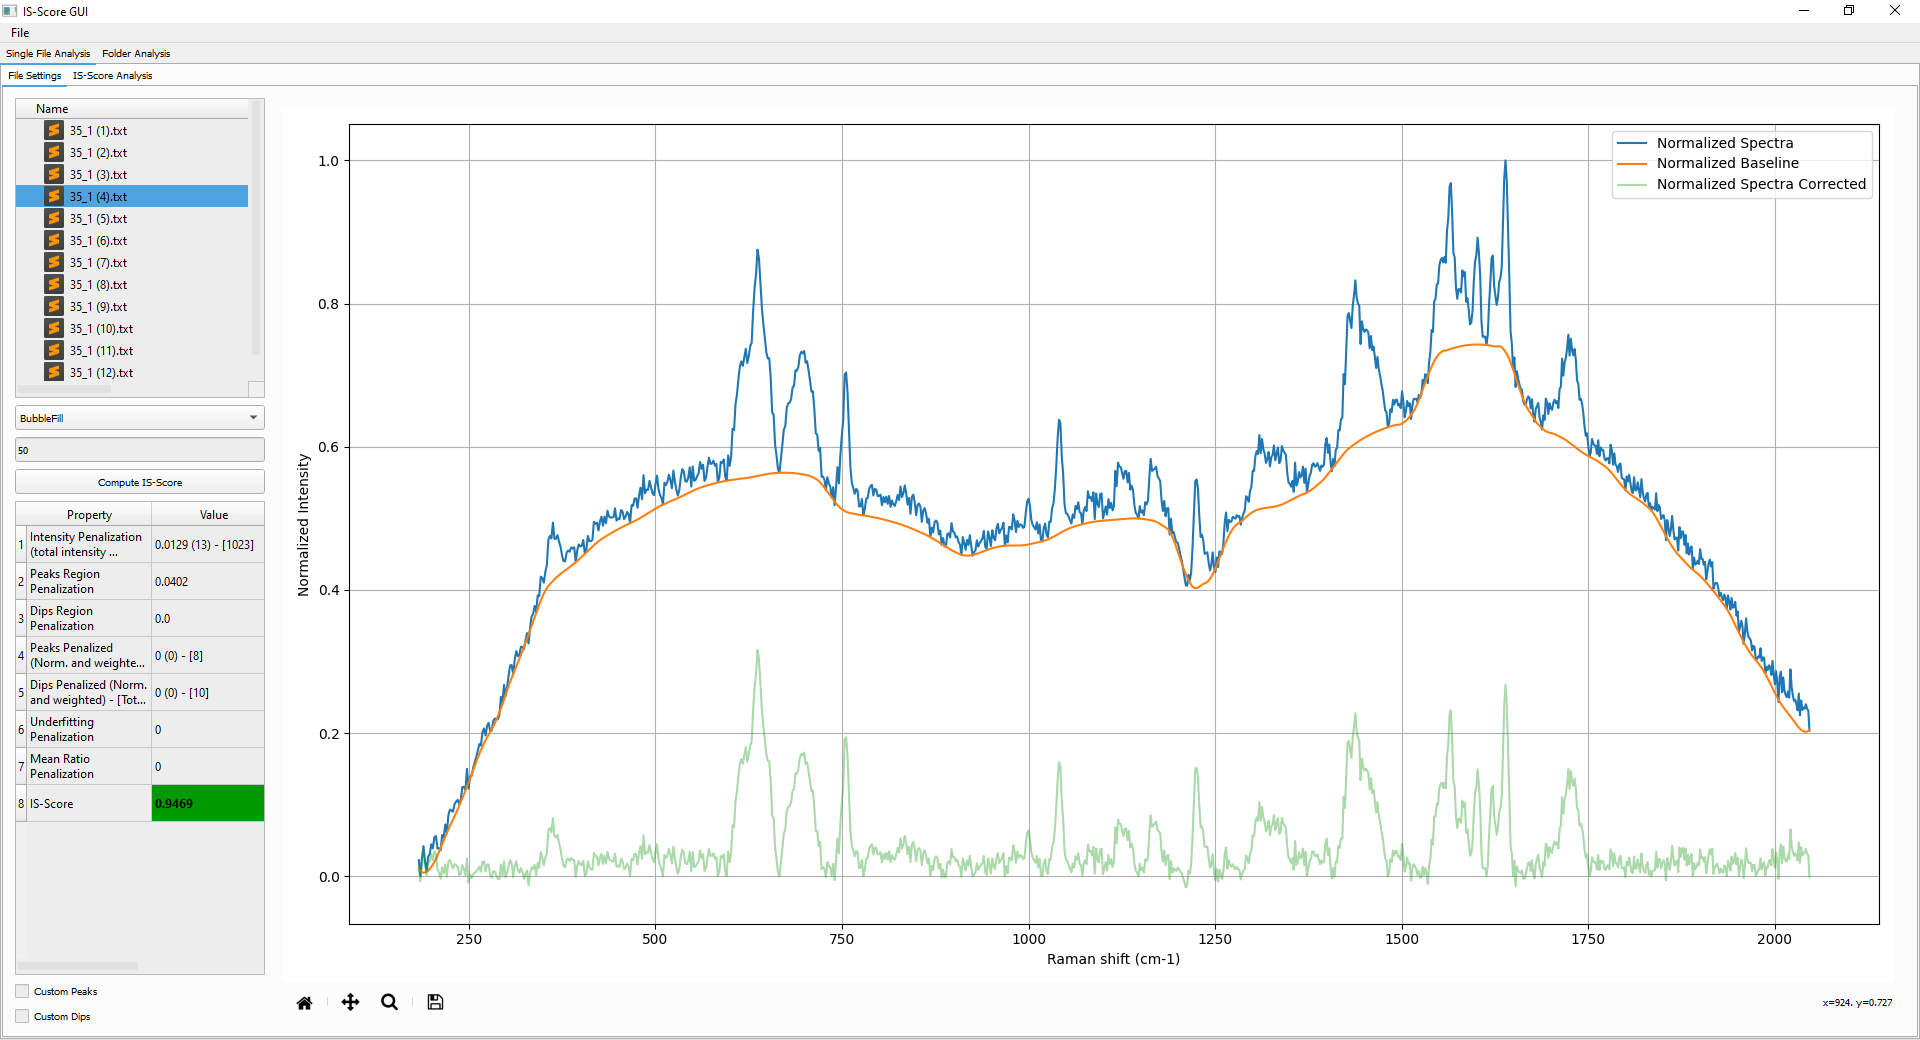 IS-Score GUI
File
Single File Analysis Folder Analysis
File Settings IS-Score Analysis
Name
35_1 (1).txt
35_1 (2).txt
35_1 (3).txt
35_1 (4).txt
35_1 (5).txt
35_1 (6).txt
35_1 (7).txt
35_1 (8).txt
35_1 (9).txt
35_1 (10).txt
35_1 (11).txt
35_1 (12).txt
BubbleFill
50
Compute IS-Score
Property Value
1 Intensity Penalization (total intensity ... 0.0129 (13) - [1023]
2 Peaks Region Penalization 0.0402
3 Dips Region Penalization 0.0
4 Peaks Penalized (Norm. and weighte... 0 (0) - [8]
5 Dips Penalized (Norm. and weighted) - [Tot... 0 (0) - [10]
6 Underfitting Penalization 0
7 Mean Ratio Penalization 0
8 IS-Score 0.9469
Custom Peaks
Custom Dips
Normalized Spectra
Normalized Baseline
Normalized Spectra Corrected
Normalized Intensity
1.0
0.8
0.6
0.4
0.2
0.0
250 500 750 1000 1250 1500 1750 2000
Raman shift (cm-1)
x=924. y=0.727